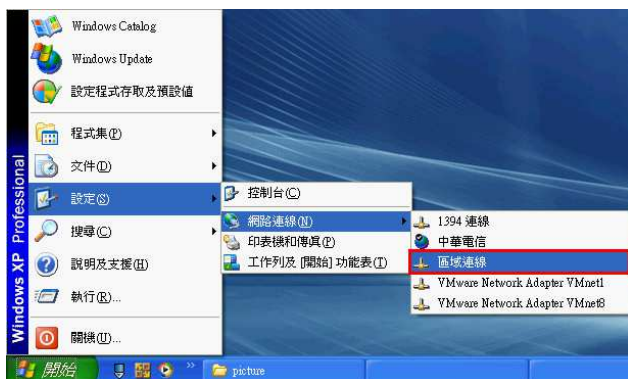 Windows Catalog
Windows Update
設定程式存取及預設值
程式集(P)
文件(D)
設定(S)
搜尋(C)
說明及支援(H)
執行(R)...
關機(U)...
Windows XP Professional
控制台(C)
網路連線(N)
印表機和傳真(P)
工作列及 [開始] 功能表(T)
1394 連線
中華電信
區域連線
VMware Network Adapter VMnet1
VMware Network Adapter VMnet8
開始
picture